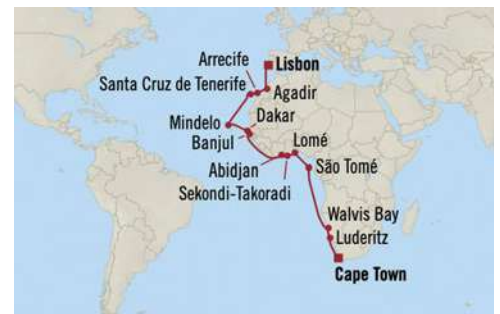 Arrecife
Lisbon
Santa Cruz de Tenerife
Agadir
Dakar
Mindelo
Banjul
Lomé
Abidjan
São Tomé
Sekondi-Takoradi
Walvis Bay
Luderitz
Cape Town